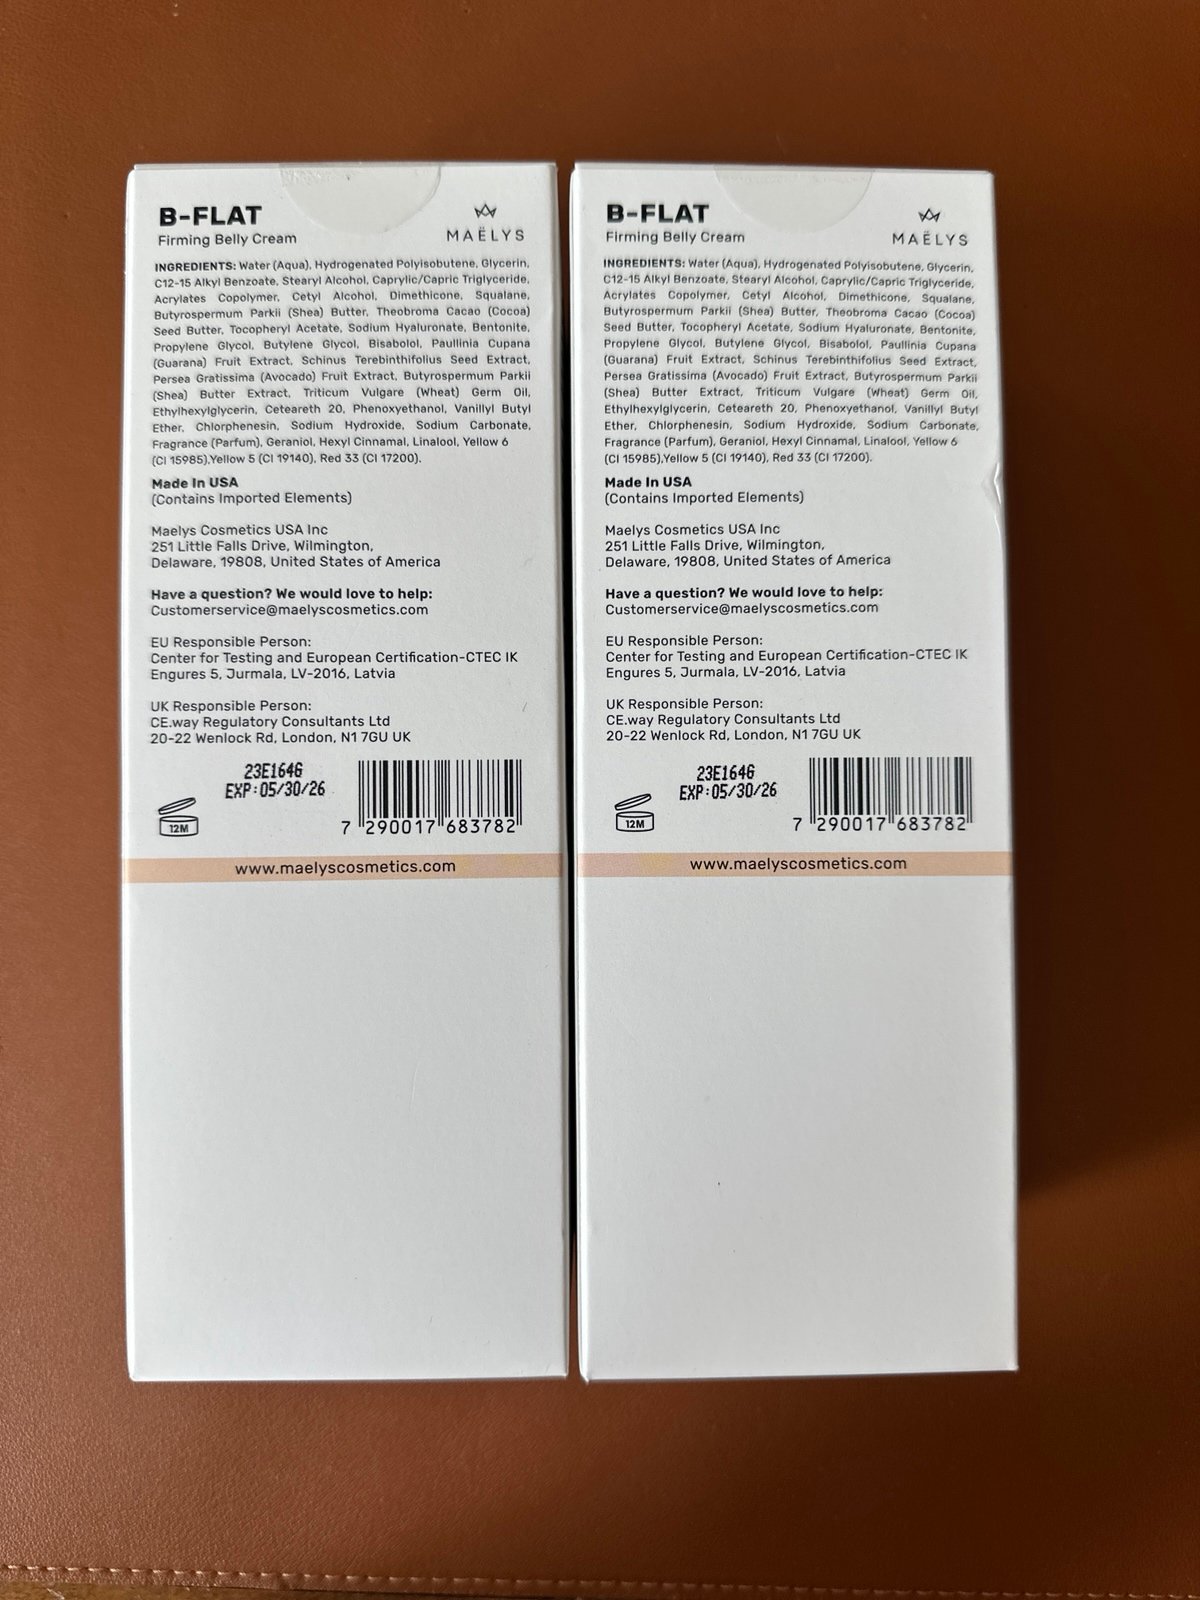 B-FLAT
Firming Belly Cream
MAËLYS
INGREDIENTS: Water (Aqua), Hydrogenated Polyisobutene, Glycerin,
C12-15 Alkyl Benzoate, Stearyl Alcohol, Caprylic/Capric Triglyceride,
Acrylates Copolymer, Cetyl Alcohol, Dimethicone, Squalane,
Butyrospermum Parkii (Shea) Butter, Theobroma Cacao (Cocoa)
Seed Butter, Tocopheryl Acetate, Sodium Hyaluronate, Bentonite,
Propylene Glycol, Butylene Glycol, Bisabolol, Paullinia Cupana
(Guarana) Fruit Extract, Schinus Terebinthifolius Seed Extract,
Persea Gratissima (Avocado) Fruit Extract, Butyrospermum Parkii
(Shea) Butter Extract, Triticum Vulgare (Wheat) Germ Oil,
Ethylhexylglycerin, Ceteareth 20, Phenoxyethanol, Vanillyl Butyl
Ether, Chlorphenesin, Sodium Hydroxide, Sodium Carbonate,
Fragrance (Parfum), Geraniol, Hexyl Cinnamal, Linalool, Yellow 6
(CI 15985),Yellow 5 (CI 19140), Red 33 (CI 17200).
Made In USA
(Contains Imported Elements)
Maelys Cosmetics USA Inc
251 Little Falls Drive, Wilmington,
Delaware, 19808, United States of America
Have a question? We would love to help:
Customerservice@maelyscosmetics.com
EU Responsible Person:
Center for Testing and European Certification-CTEC IK
Engures 5, Jurmala, LV-2016, Latvia
UK Responsible Person:
CE.way Regulatory Consultants Ltd
20-22 Wenlock Rd, London, N1 7GU UK
23E164G
EXP:05/30/26
12M
7 290017 683782
www.maelyscosmetics.com
B-FLAT
Firming Belly Cream
MAËLYS
INGREDIENTS: Water (Aqua), Hydrogenated Polyisobutene, Glycerin,
C12-15 Alkyl Benzoate, Stearyl Alcohol, Caprylic/Capric Triglyceride,
Acrylates Copolymer, Cetyl Alcohol, Dimethicone, Squalane,
Butyrospermum Parkii (Shea) Butter, Theobroma Cacao (Cocoa)
Seed Butter, Tocopheryl Acetate, Sodium Hyaluronate, Bentonite,
Propylene Glycol, Butylene Glycol, Bisabolol, Paullinia Cupana
(Guarana) Fruit Extract, Schinus Terebinthifolius Seed Extract,
Persea Gratissima (Avocado) Fruit Extract, Butyrospermum Parkii
(Shea) Butter Extract, Triticum Vulgare (Wheat) Germ Oil,
Ethylhexylglycerin, Ceteareth 20, Phenoxyethanol, Vanillyl Butyl
Ether, Chlorphenesin, Sodium Hydroxide, Sodium Carbonate,
Fragrance (Parfum), Geraniol, Hexyl Cinnamal, Linalool, Yellow 6
(CI 15985),Yellow 5 (CI 19140), Red 33 (CI 17200).
Made In USA
(Contains Imported Elements)
Maelys Cosmetics USA Inc
251 Little Falls Drive, Wilmington,
Delaware, 19808, United States of America
Have a question? We would love to help:
Customerservice@maelyscosmetics.com
EU Responsible Person:
Center for Testing and European Certification-CTEC IK
Engures 5, Jurmala, LV-2016, Latvia
UK Responsible Person:
CE.way Regulatory Consultants Ltd
20-22 Wenlock Rd, London, N1 7GU UK
23E164G
EXP:05/30/26
12M
7 290017 683782
www.maelyscosmetics.com